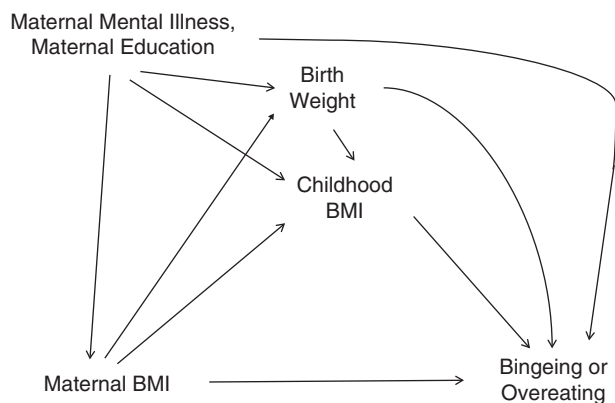 Maternal Mental Illness,
Maternal Education
Birth
Weight
Childhood
BMI
Maternal BMI
Bingeing or
Overeating